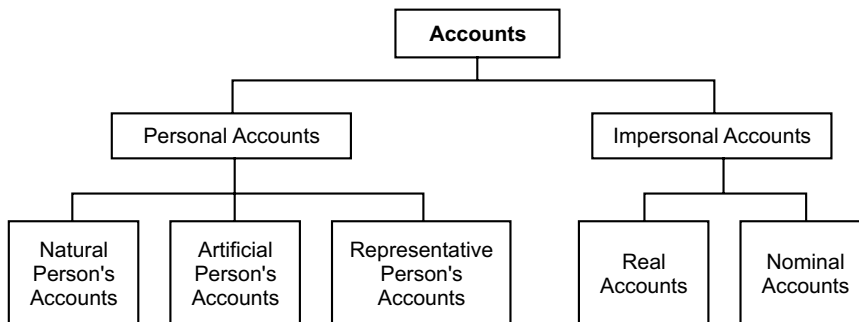 Accounts
Personal Accounts
Impersonal Accounts
Natural
Person's
Accounts
Artificial
Person's
Accounts
Representative
Person's
Accounts
Real
Accounts
Nominal
Accounts